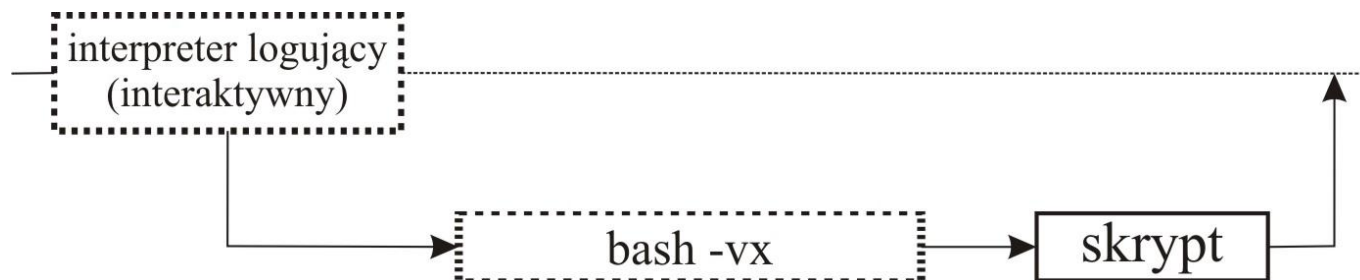 interpreter logujący
(interaktywny)
bash -vx
skrypt